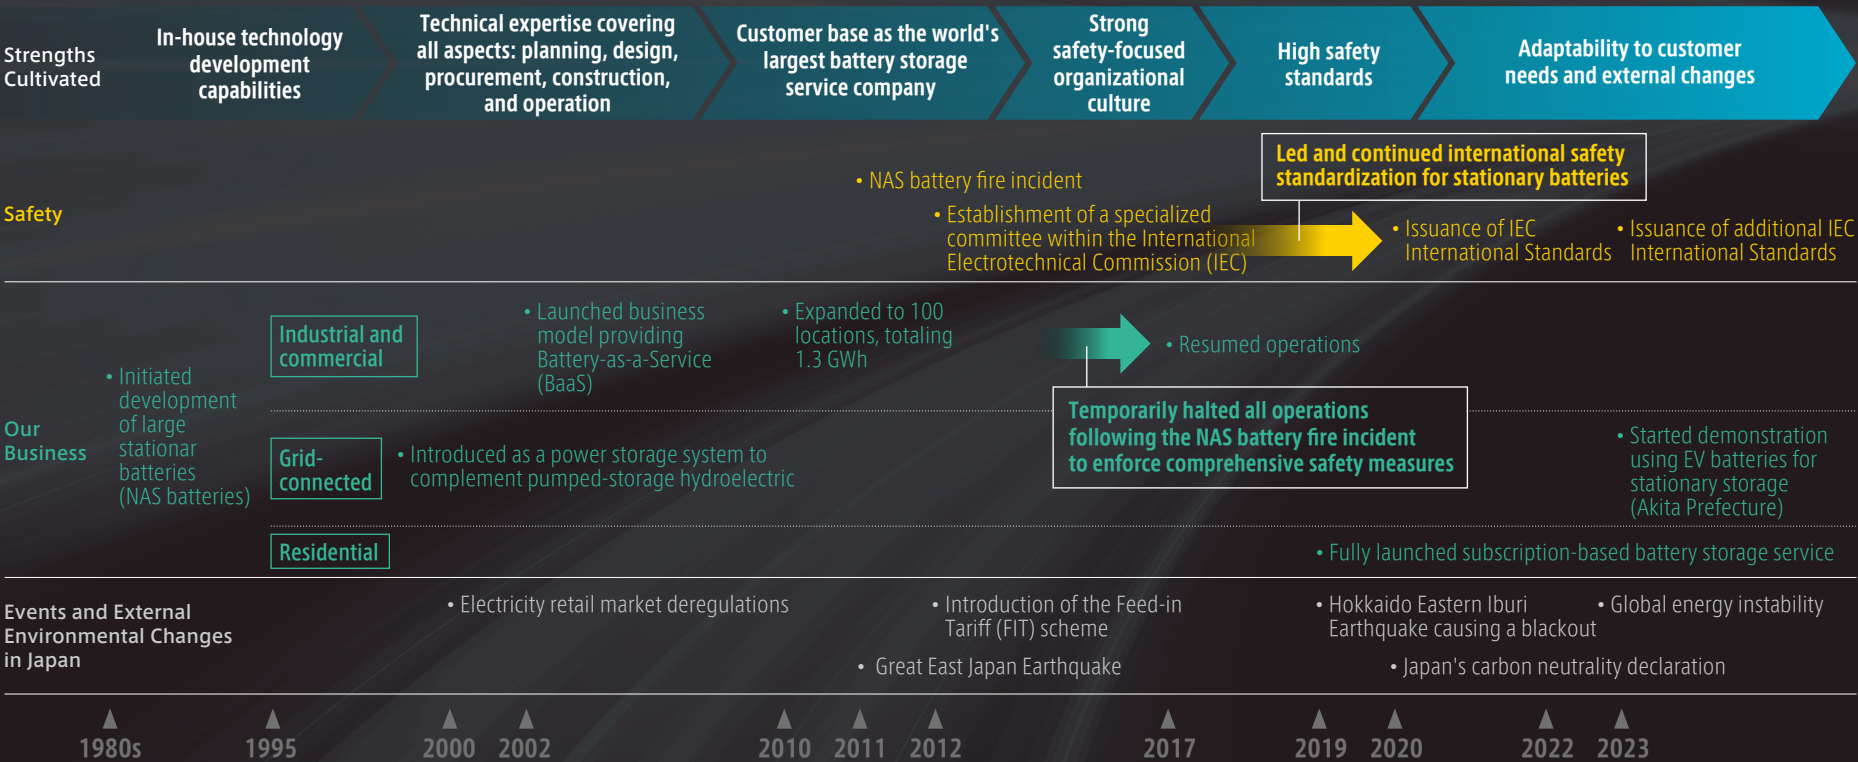 Strengths
Cultivated
In-house technology
development
capabilities
Technical expertise covering
all aspects: planning, design,
procurement, construction,
and operation
Customer base as the world's
largest battery storage
service company
Strong
safety-focused
organizational
culture
High safety
standards
Adaptability to customer
needs and external changes
Safety
• NAS battery fire incident
• Establishment of a specialized
committee within the International
Electrotechnical Commission (IEC)
Led and continued international safety
standardization for stationary batteries
• Issuance of IEC
International Standards
• Issuance of additional IEC
International Standards
Our
Business
• Initiated
development
of large
stationar
batteries
(NAS batteries)
Industrial and
commercial
• Launched business
model providing
Battery-as-a-Service
(BaaS)
• Expanded to 100
locations, totaling
1.3 GWh
• Resumed operations
Temporarily halted all operations
following the NAS battery fire incident
to enforce comprehensive safety measures
Grid-
connected
• Introduced as a power storage system to
complement pumped-storage hydroelectric
• Started demonstration
using EV batteries for
stationary storage
(Akita Prefecture)
Residential
• Fully launched subscription-based battery storage service
Events and External
Environmental Changes
in Japan
• Electricity retail market deregulations
• Introduction of the Feed-in
Tariff (FIT) scheme
• Great East Japan Earthquake
• Hokkaido Eastern Iburi
Earthquake causing a blackout
• Global energy instability
• Japan's carbon neutrality declaration
1980s
1995
2000
2002
2010
2011
2012
2017
2019
2020
2022
2023